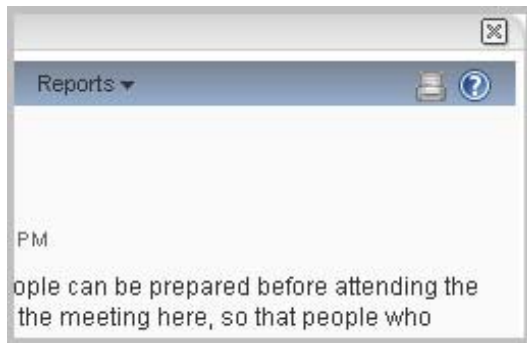 Reports
PM
ople can be prepared before attending the
the meeting here, so that people who